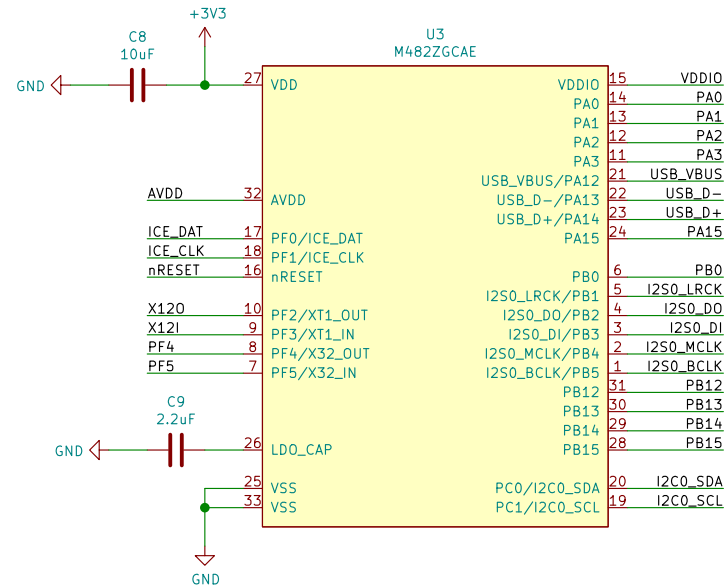 +3V3
C8
10uF
GND
U3
M482ZGCAE
27 VDD
VDDIO 15 VDDIO
PA0 14 PA0
PA1 13 PA1
PA2 12 PA2
PA3 11 PA3
USB_VBUS/PA12 21 USB_VBUS
AVDD 32 AVDD
USB_D-/PA13 22 USB_D-
USB_D+/PA14 23 USB_D+
ICE_DAT 17 PF0/ICE_DAT
PA15 24 PA15
ICE_CLK 18 PF1/ICE_CLK
nRESET 16 nRESET
PB0 6 PB0
I2S0_LRCK/PB1 5 I2S0_LRCK
X12O 10 PF2/XT1_OUT
I2S0_DO/PB2 4 I2S0_DO
X12I 9 PF3/XT1_IN
I2S0_DI/PB3 3 I2S0_DI
PF4 8 PF4/X32_OUT
I2S0_MCLK/PB4 2 I2S0_MCLK
PF5 7 PF5/X32_IN
I2S0_BCLK/PB5 1 I2S0_BCLK
PB12 31 PB12
PB13 30 PB13
PB14 29 PB14
C9
2.2uF
GND
26 LDO_CAP
PB15 28 PB15
25 VSS
PC0/I2C0_SDA 20 I2C0_SDA
33 VSS
PC1/I2C0_SCL 19 I2C0_SCL
GND